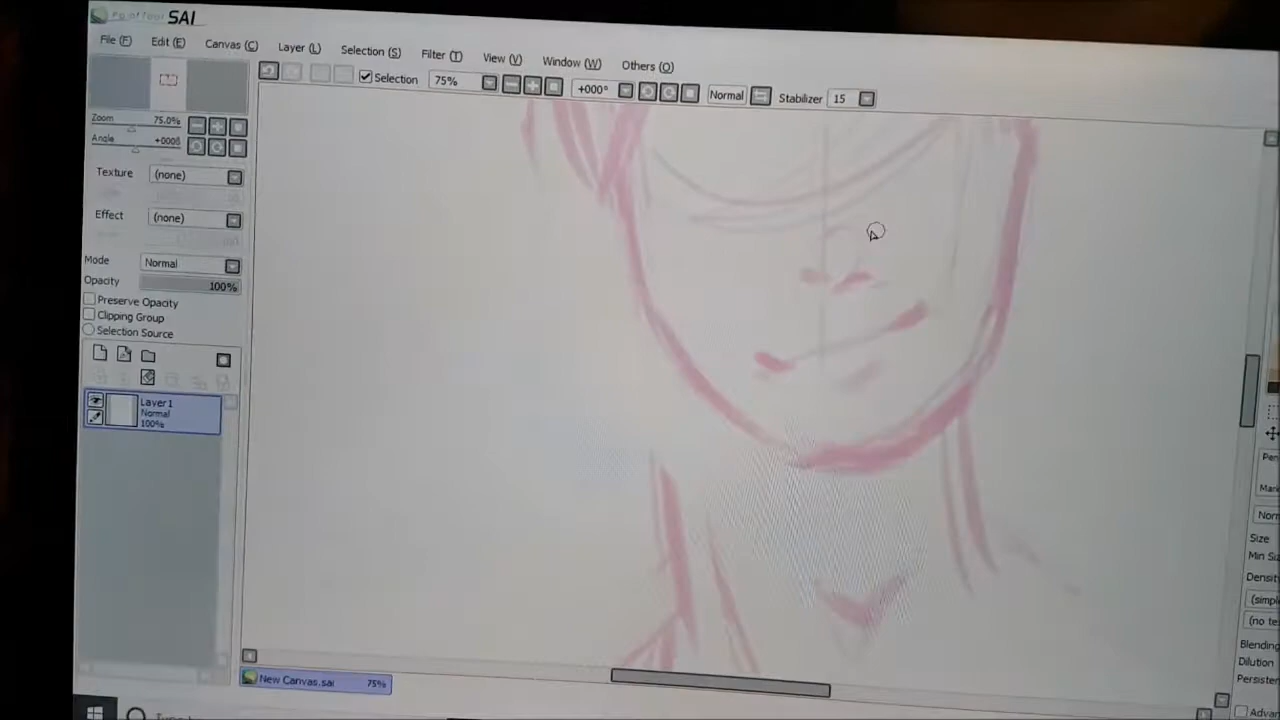 PaintTool SAI
File (F) Edit (E) Canvas (C) Layer (L) Selection (S) Filter (T) View (V) Window (W) Others (O)
Selection 75% +000° Normal Stabilizer 15
Zoom 75.0%
Angle +000°
Texture (none)
Effect (none)
Mode Normal
Opacity 100%
Preserve Opacity
Clipping Group
Selection Source
Layer1
Normal
100%
New Canvas.sai 75%
Size
Blending
Dilution